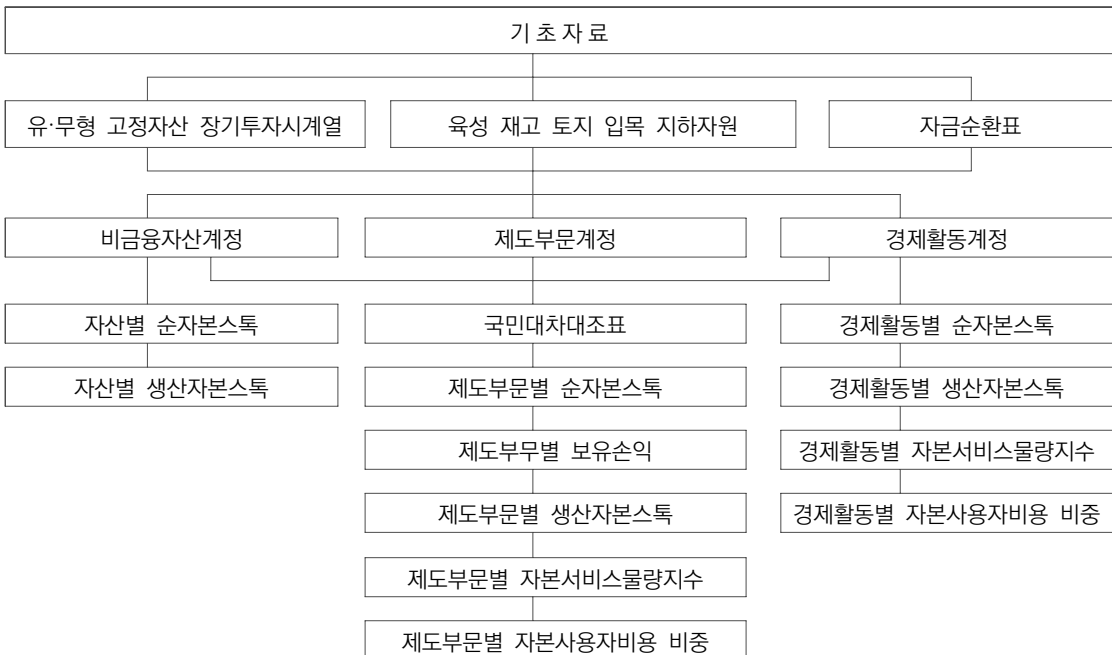 기 초 자 료
유·무형 고정자산 장기투자시계열
육성 재고 토지 입목 지하자원
자금순환표
비금융자산계정
제도부문계정
경제활동계정
자산별 순자본스톡
국민대차대조표
경제활동별 순자본스톡
자산별 생산자본스톡
제도부문별 순자본스톡
경제활동별 생산자본스톡
제도부무별 보유손익
경제활동별 자본서비스물량지수
제도부문별 생산자본스톡
경제활동별 자본사용자비용 비중
제도부문별 자본서비스물량지수
제도부문별 자본사용자비용 비중